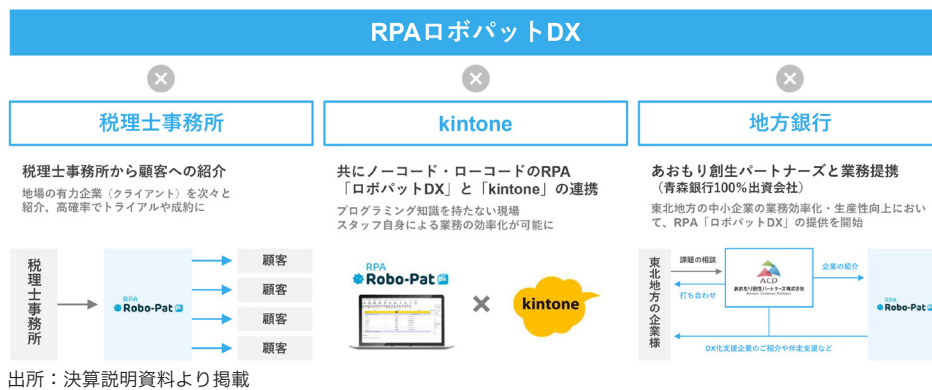 RPAロボパットDX
税理士事務所
kintone
地方銀行
税理士事務所から顧客への紹介
地場の有力企業（クライアント）を次々と
紹介、高確率でトライアルや成約に
共にノーコード・ローコードのRPA
「ロボパットDX」と「kintone」の連携
プログラミング知識を持たない現場
スタッフ自身による業務の効率化が可能に
あおもり創生パートナーズと業務提携
（青森銀行100%出資会社）
東北地方の中小企業の業務効率化・生産性向上におい
て、RPA「ロボパットDX」の提供を開始
税理士事務所
RPA
Robo-Pat DX
顧客
顧客
顧客
顧客
RPA
Robo-Pat DX
kintone
東北地方の企業様
課題の相談
打ち合わせ
ACP
あおもり創生パートナーズ株式会社
Aomori Creative Partners
企業の紹介
RPA
Robo-Pat DX
DX化支援企業のご紹介や伴走支援など
出所：決算説明資料より掲載